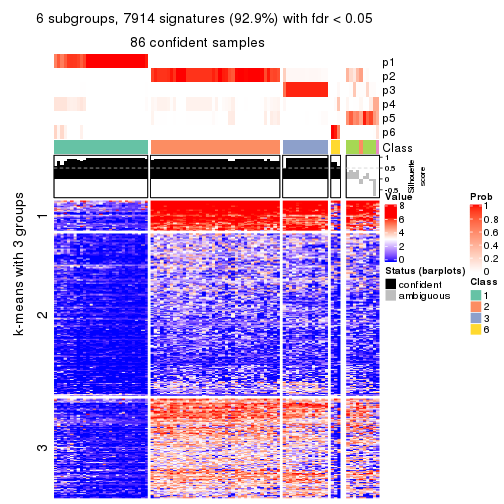 6 subgroups, 7914 signatures (92.9%) with fdr < 0.05
86 confident samples
p1
p2
p3
p4
p5
p6
Class
1
0.5
0
-0.5
Silhouette
score
k-means with 3 groups
1
2
3
Value
8
6
4
2
0
Status (barplots)
confident
ambiguous
Prob
1
0.8
0.6
0.4
0.2
0
Class
1
2
3
6